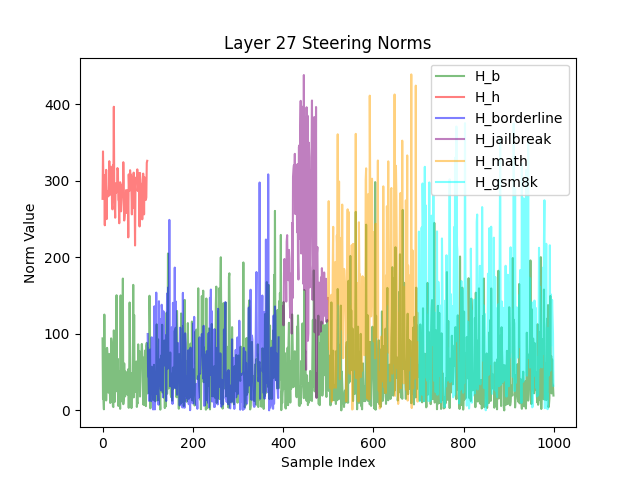 Layer 27 Steering Norms
Norm Value
400
300
200
100
0
0
200
400
600
800
1000
Sample Index
H_b
H_h
H_borderline
H_jailbreak
H_math
H_gsm8k